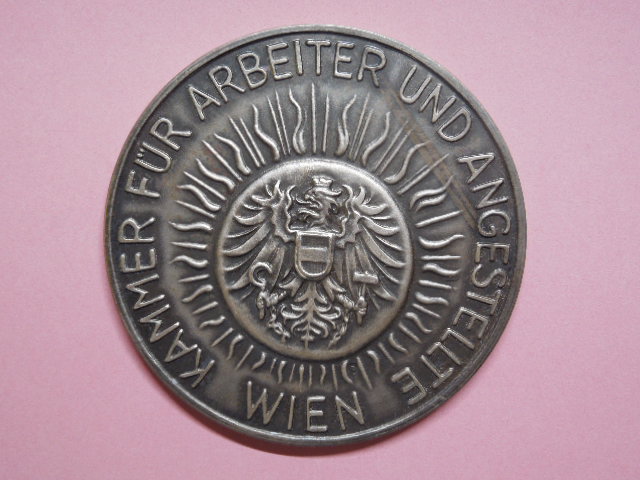 KAMMER FÜR ARBEITER UND ANGESTELLTE
WIEN